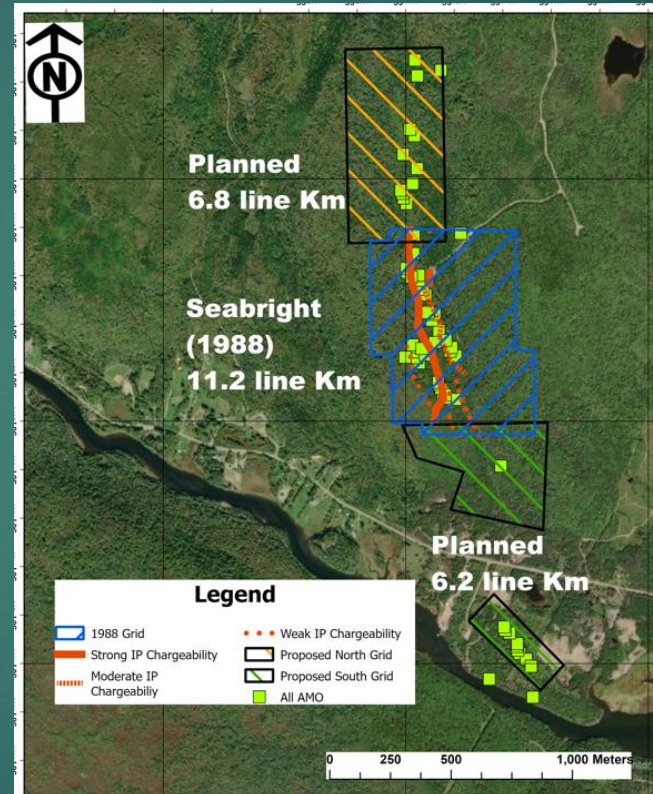 N
Planned
6.8 line Km
Seabright
(1988)
11.2 line Km
Planned
6.2 line Km
Legend
1988 Grid
Strong IP Chargeability
Moderate IP
Chargeabiliy
Weak IP Chargeability
Proposed North Grid
Proposed South Grid
All AMO
0 250 500 1,000 Meters